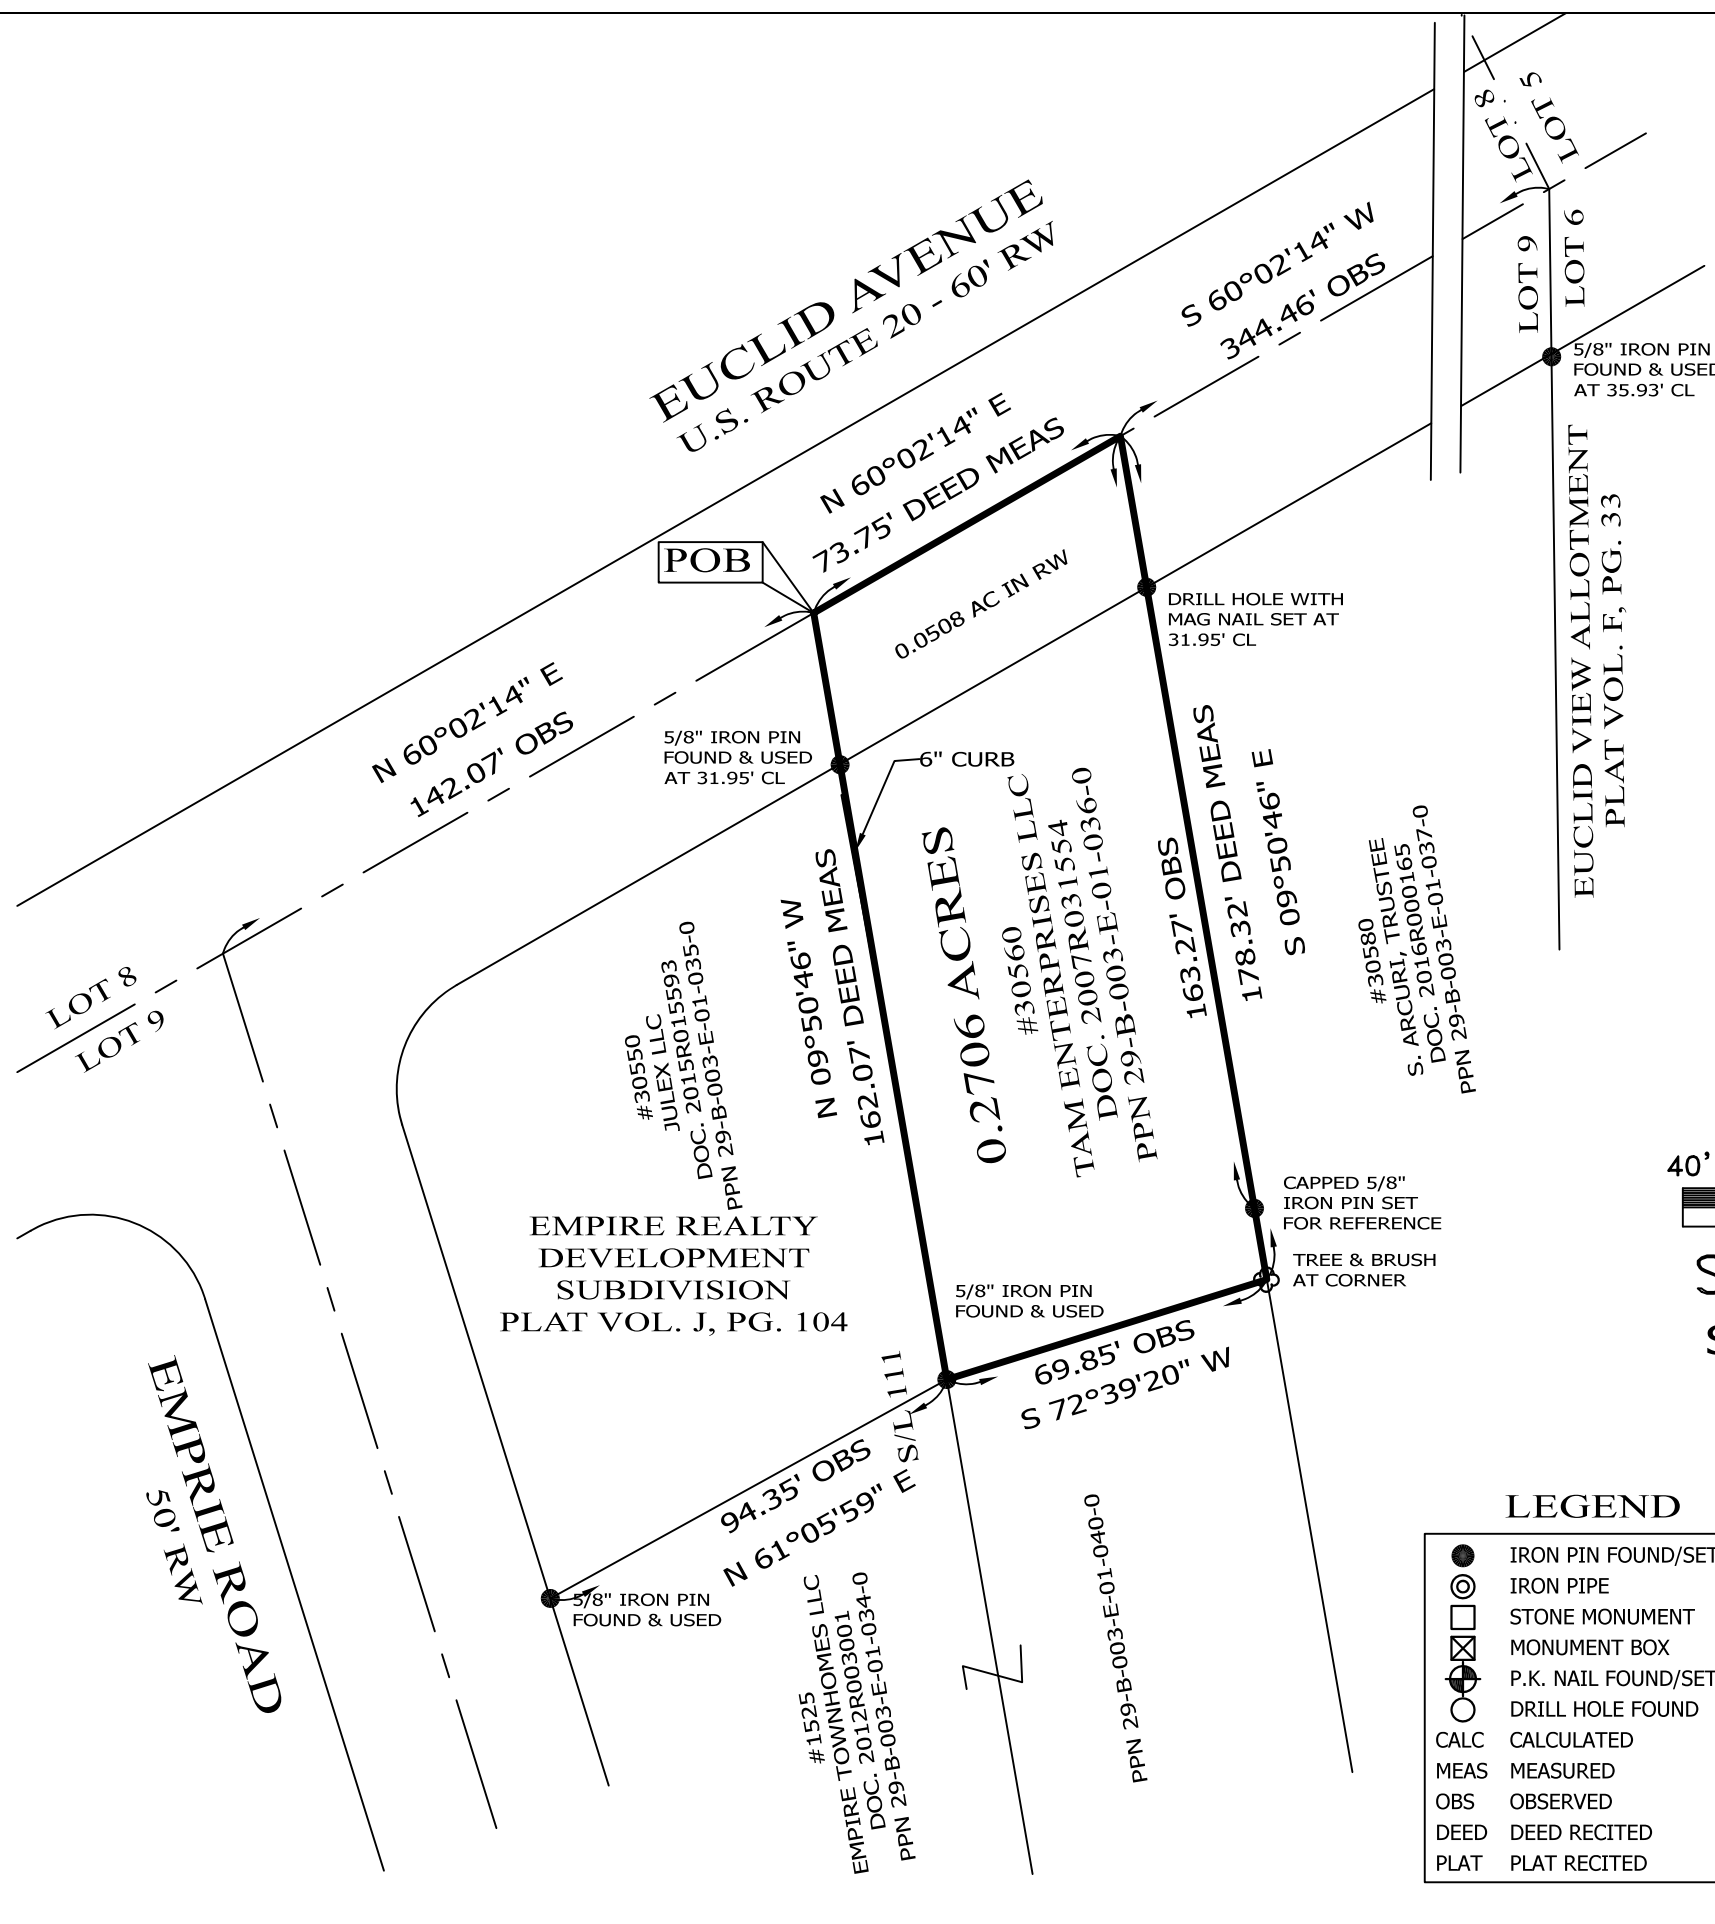 EUCLID AVENUE
U.S. ROUTE 20 - 60' RW
S 60°02'14" W
344.46' OBS
LOT 8
LOT 5
LOT 9
LOT 6
5/8" IRON PIN
FOUND & USED
AT 35.93' CL
EUCLID VIEW ALLOTMENT
PLAT VOL. F, PG. 33
N 60°02'14" E
73.75' DEED MEAS
POB
0.0508 AC IN RW
DRILL HOLE WITH
MAG NAIL SET AT
31.95' CL
N 60°02'14" E
142.07' OBS
5/8" IRON PIN
FOUND & USED
AT 31.95' CL
6" CURB
LOT 8
LOT 9
N 09°50'46" W
162.07' DEED MEAS
0.2706 ACRES
#30560
TAM ENTERPRISES LLC
DOC. 2007R031554
PPN 29-B-003-E-01-036-0
163.27' OBS
178.32' DEED MEAS
S 09°50'46" E
#30580
S. ARCURI, TRUSTEE
DOC. 2016R000165
PPN 29-B-003-E-01-037-0
#30550
JULEX LLC
DOC. 2015R015593
PPN 29-B-003-E-01-035-0
EMPIRE REALTY
DEVELOPMENT
SUBDIVISION
PLAT VOL. J, PG. 104
CAPPED 5/8"
IRON PIN SET
FOR REFERENCE
TREE & BRUSH
AT CORNER
5/8" IRON PIN
FOUND & USED
69.85' OBS
S 72°39'20" W
S/L 111
94.35' OBS
N 61°05'59" E
5/8" IRON PIN
FOUND & USED
EMPRIE ROAD
50' RW
#1525
EMPIRE TOWNHOMES LLC
DOC. 2012R003001
PPN 29-B-003-E-01-034-0
PPN 29-B-003-E-01-040-0
40'
LEGEND
IRON PIN FOUND/SET
IRON PIPE
STONE MONUMENT
MONUMENT BOX
P.K. NAIL FOUND/SET
DRILL HOLE FOUND
CALC CALCULATED
MEAS MEASURED
OBS OBSERVED
DEED DEED RECITED
PLAT PLAT RECITED